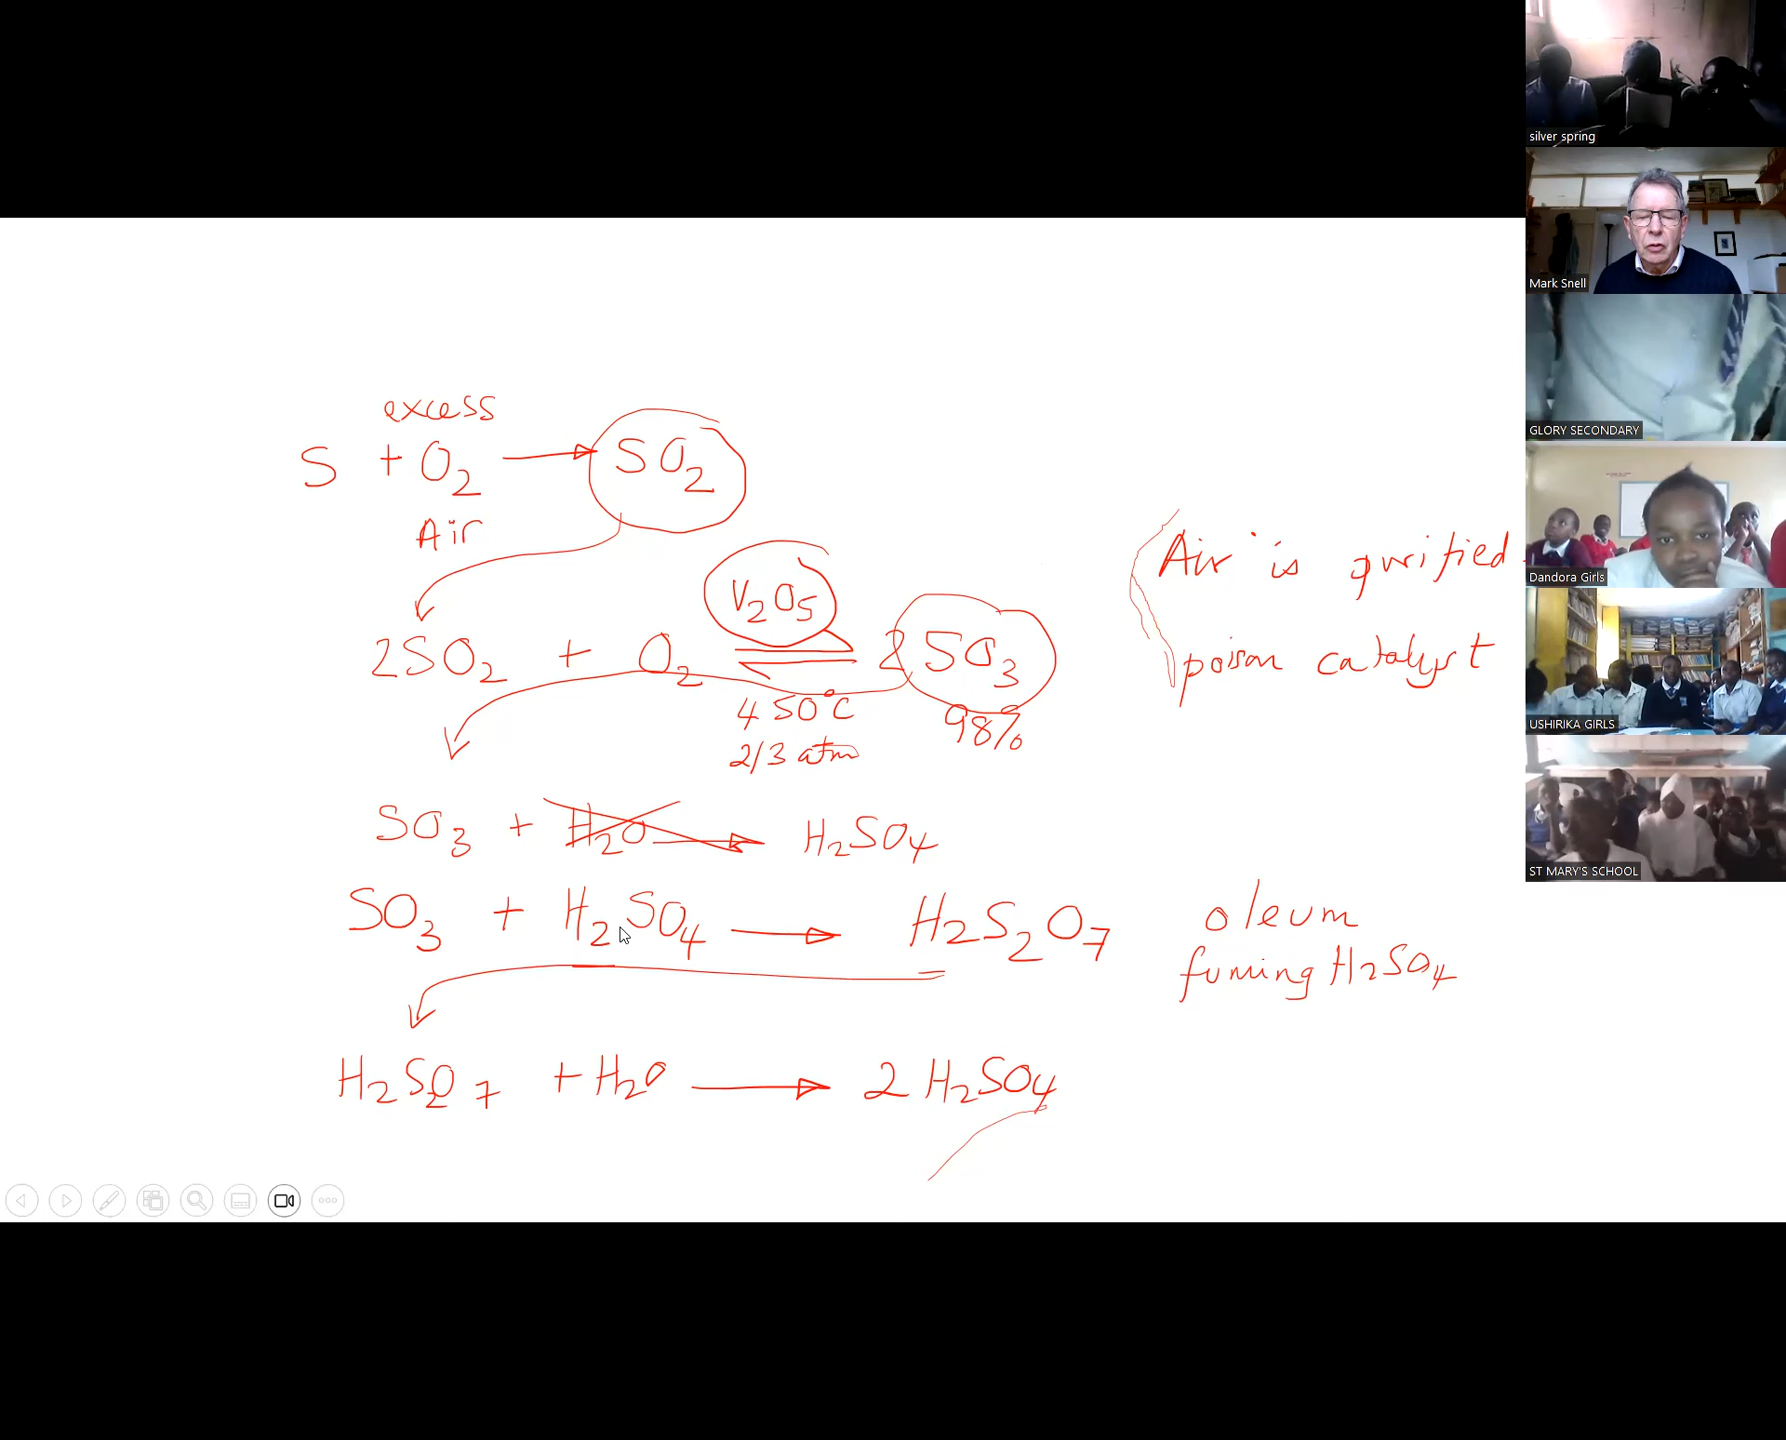 excess
S + O₂ → SO₂
Air
V₂O₅
2SO₂ + O₂ ⇌ 2SO₃
450°C
98%
2/3 atm
Air is purified
poison catalyst
SO₃ + H₂O → H₂SO₄
SO₃ + H₂SO₄ → H₂S₂O₇
oleum
fuming H₂SO₄
H₂S₂O₇ + H₂O → 2H₂SO₄
silver spring
Mark Snell
GLORY SECONDARY
Dandora Girls
USHIRIKA GIRLS
ST MARY'S SCHOOL